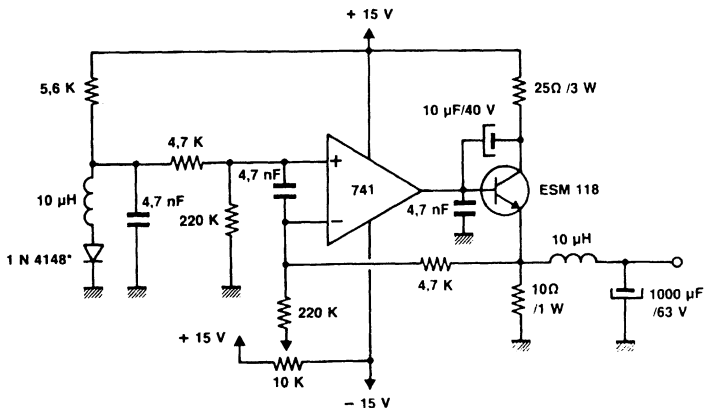 + 15 V
5,6 K
25Ω /3 W
10 µF/40 V
4,7 K
+
4,7 nF
741
ESM 118
10 µH
4,7 nF
220 K
−
4,7 nF
10 µH
1 N 4148*
4,7 K
220 K
10Ω
/1 W
1000 µF
/63 V
+ 15 V
10 K
− 15 V